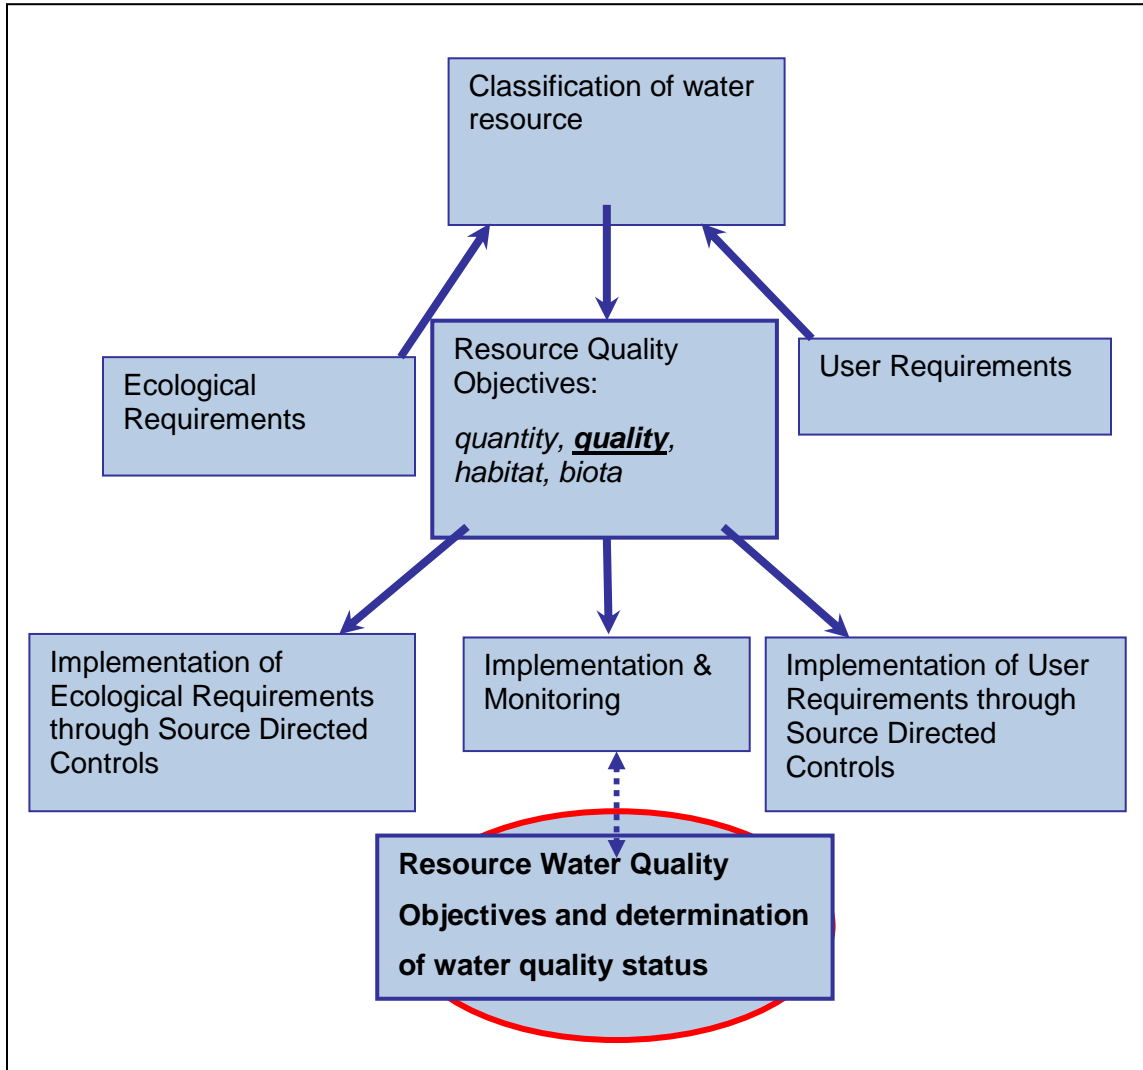 Classification of water
resource
Ecological
Requirements
Resource Quality
Objectives:
quantity, quality,
habitat, biota
User Requirements
Implementation of
Ecological Requirements
through Source Directed
Controls
Implementation &
Monitoring
Implementation of User
Requirements through
Source Directed
Controls
Resource Water Quality
Objectives and determination
of water quality status